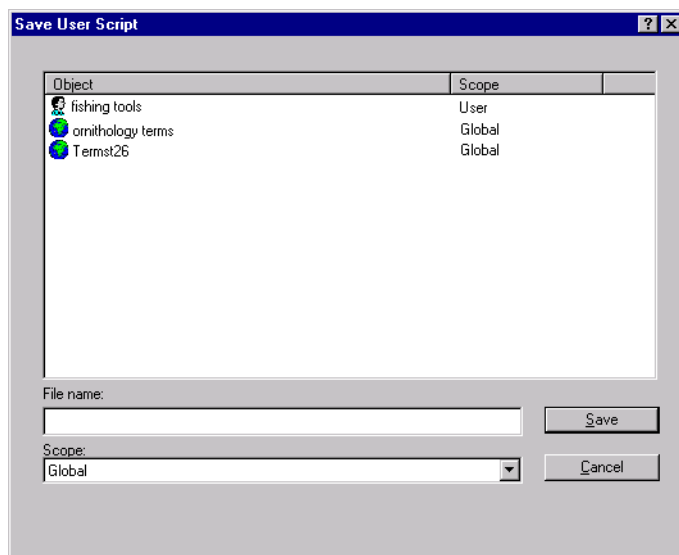 Save User Script
Object Scope
fishing tools User
ornithology terms Global
Termst26 Global
File name:
Save
Scope:
Global
Cancel